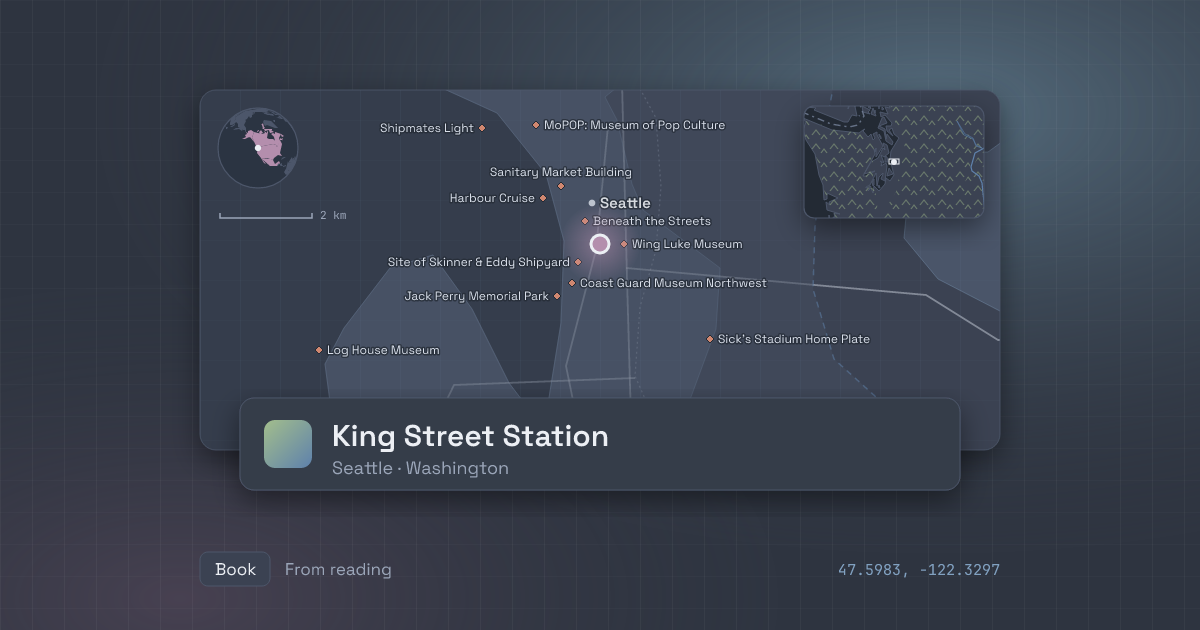 Shipmates Light
MoPOP: Museum of Pop Culture
Sanitary Market Building
Harbour Cruise
Seattle
2 km
Beneath the Streets
Wing Luke Museum
Site of Skinner & Eddy Shipyard
Coast Guard Museum Northwest
Jack Perry Memorial Park
Sick's Stadium Home Plate
Log House Museum
King Street Station
Seattle · Washington
Book
From reading
47.5983, -122.3297